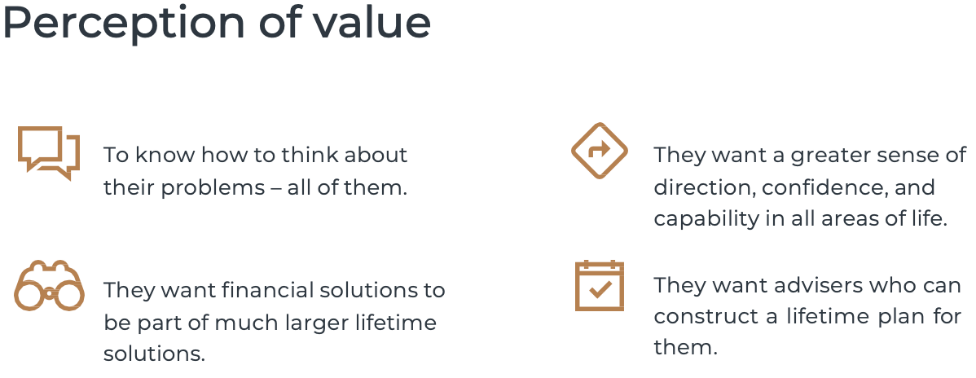 Perception of value
To know how to think about
their problems – all of them.
They want a greater sense of
direction, confidence, and
capability in all areas of life.
They want financial solutions to
be part of much larger lifetime
solutions.
They want advisers who can
construct a lifetime plan for
them.